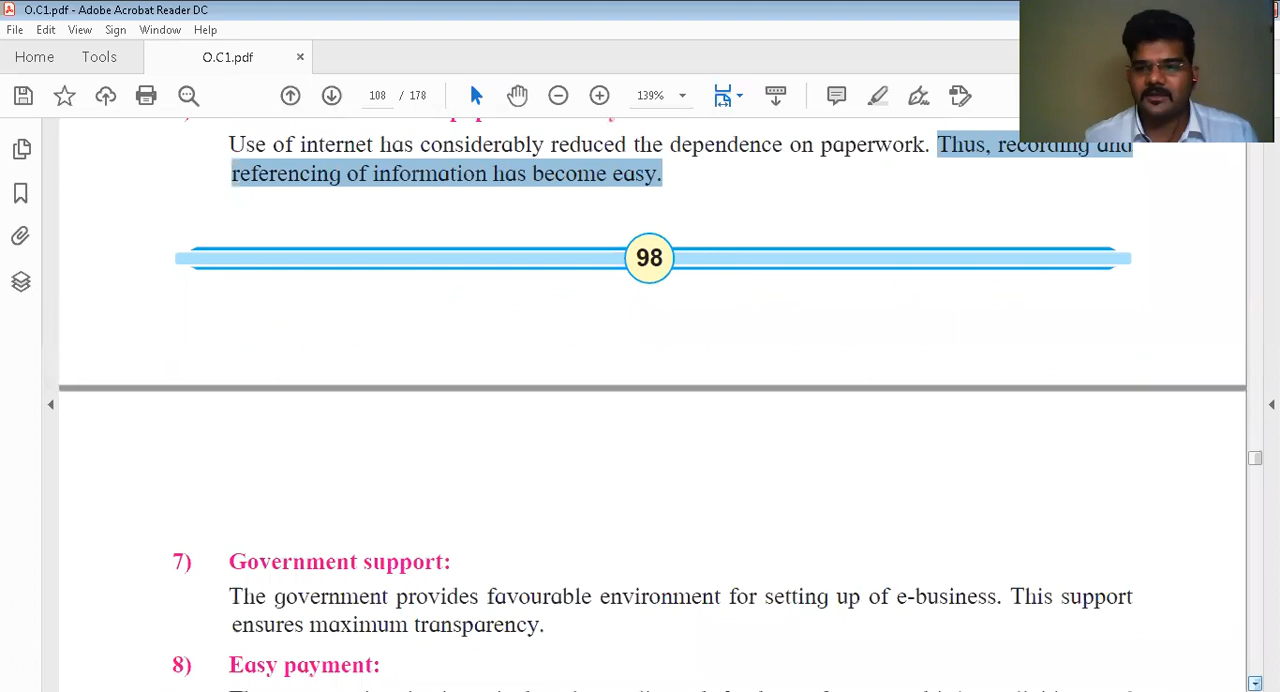 O.C1.pdf - Adobe Acrobat Reader DC
File Edit View Sign Window Help
Home Tools O.C1.pdf ×
108 / 178 139%
Use of internet has considerably reduced the dependence on paperwork. Thus, recording and
referencing of information has become easy.
98
7) Government support:
The government provides favourable environment for setting up of e-business. This support
ensures maximum transparency.
8) Easy payment: